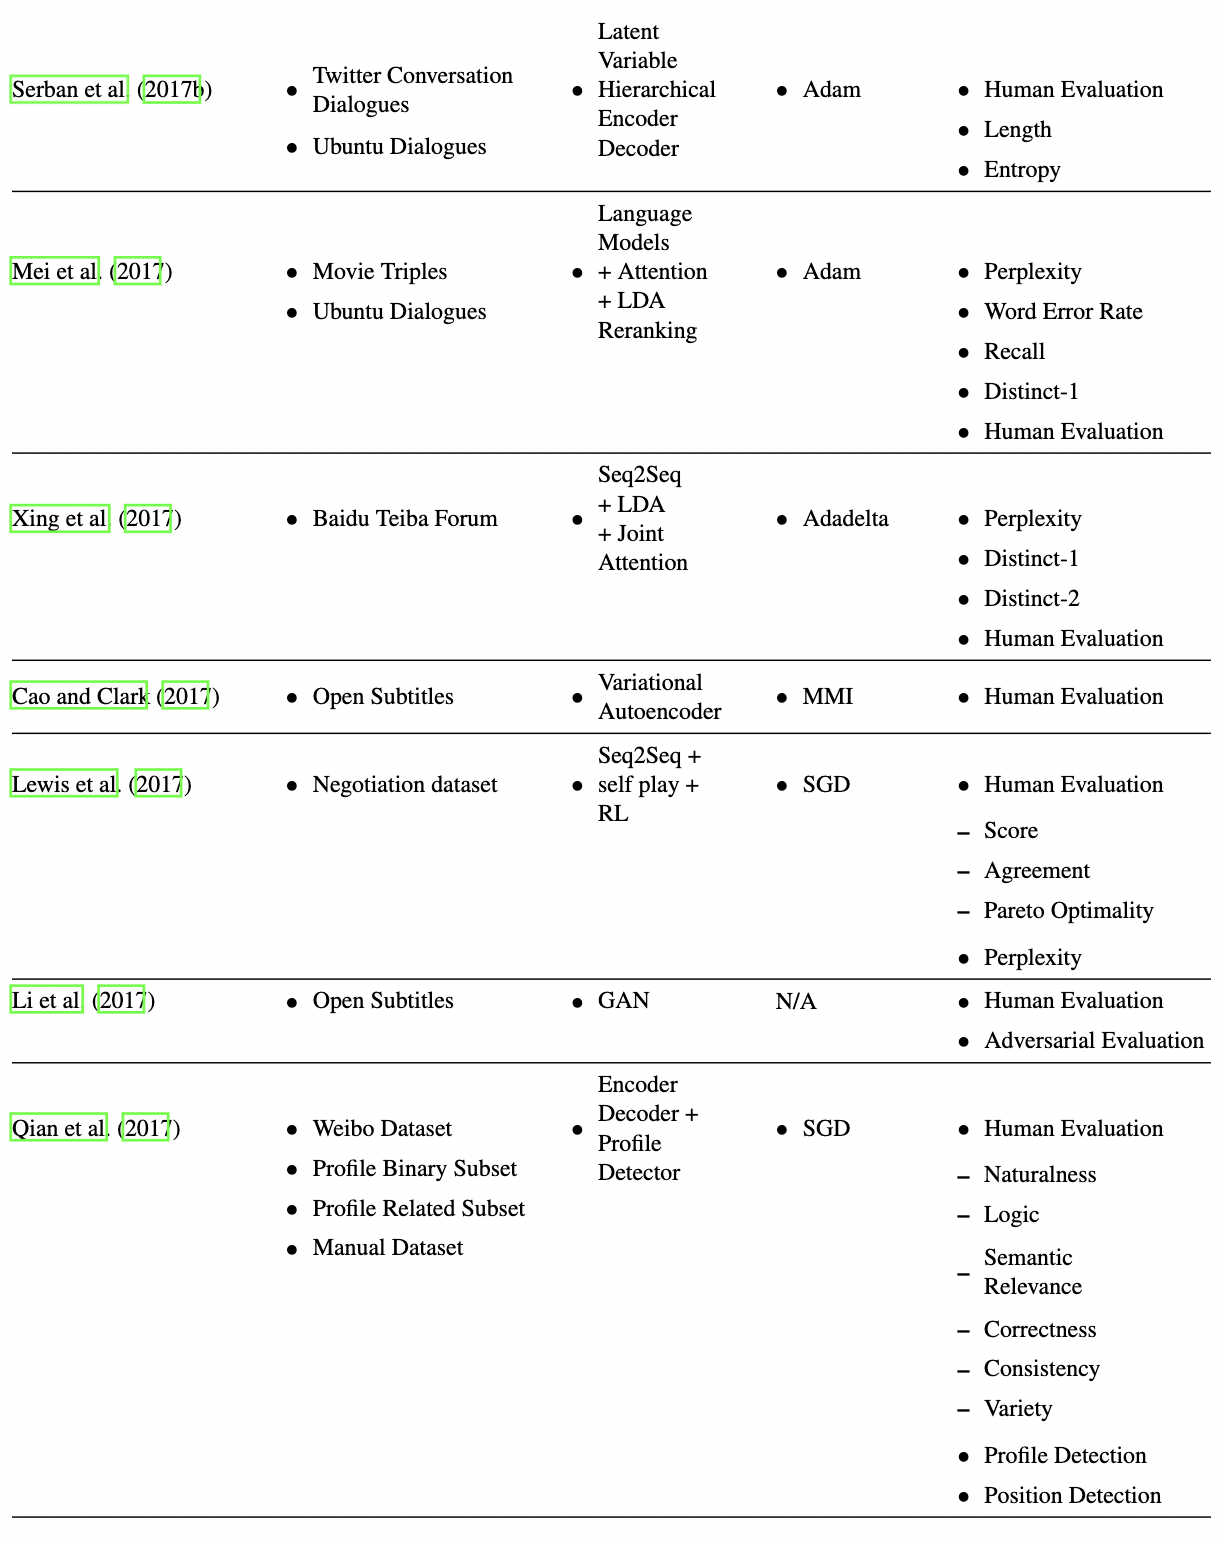 Serban et al. (2017b)
• Twitter Conversation
Dialogues
• Ubuntu Dialogues
• Latent
Variable
Hierarchical
Encoder
Decoder
• Adam
• Human Evaluation
• Length
• Entropy
Mei et al. (2017)
• Movie Triples
• Ubuntu Dialogues
• Language
Models
+ Attention
+ LDA
Reranking
• Adam
• Perplexity
• Word Error Rate
• Recall
• Distinct-1
• Human Evaluation
Xing et al. (2017)
• Baidu Teiba Forum
• Seq2Seq
+ LDA
+ Joint
Attention
• Adadelta
• Perplexity
• Distinct-1
• Distinct-2
• Human Evaluation
Cao and Clark (2017)
• Open Subtitles
• Variational
Autoencoder
• MMI
• Human Evaluation
Lewis et al. (2017)
• Negotiation dataset
• Seq2Seq +
self play +
RL
• SGD
• Human Evaluation
– Score
– Agreement
– Pareto Optimality
• Perplexity
Li et al. (2017)
• Open Subtitles
• GAN
N/A
• Human Evaluation
• Adversarial Evaluation
Qian et al. (2017)
• Weibo Dataset
• Profile Binary Subset
• Profile Related Subset
• Manual Dataset
• Encoder
Decoder +
Profile
Detector
• SGD
• Human Evaluation
– Naturalness
– Logic
– Semantic
Relevance
– Correctness
– Consistency
– Variety
• Profile Detection
• Position Detection